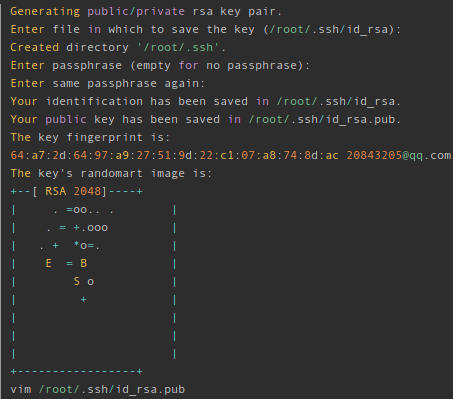 Generating public/private rsa key pair.
Enter file in which to save the key (/root/.ssh/id_rsa):
Created directory '/root/.ssh'.
Enter passphrase (empty for no passphrase):
Enter same passphrase again:
Your identification has been saved in /root/.ssh/id_rsa.
Your public key has been saved in /root/.ssh/id_rsa.pub.
The key fingerprint is:
64:a7:2d:64:97:a9:27:51:9d:22:c1:07:a8:74:8d:ac 20843205@qq.com
The key's randomart image is:
+--[ RSA 2048]----+
|     . =oo.. .        |
|    . = +.ooo         |
|   . +  *o=.          |
|    E  = B            |
|        S o           |
|         +            |
|                      |
|                      |
|                      |
+-----------------+
vim /root/.ssh/id_rsa.pub